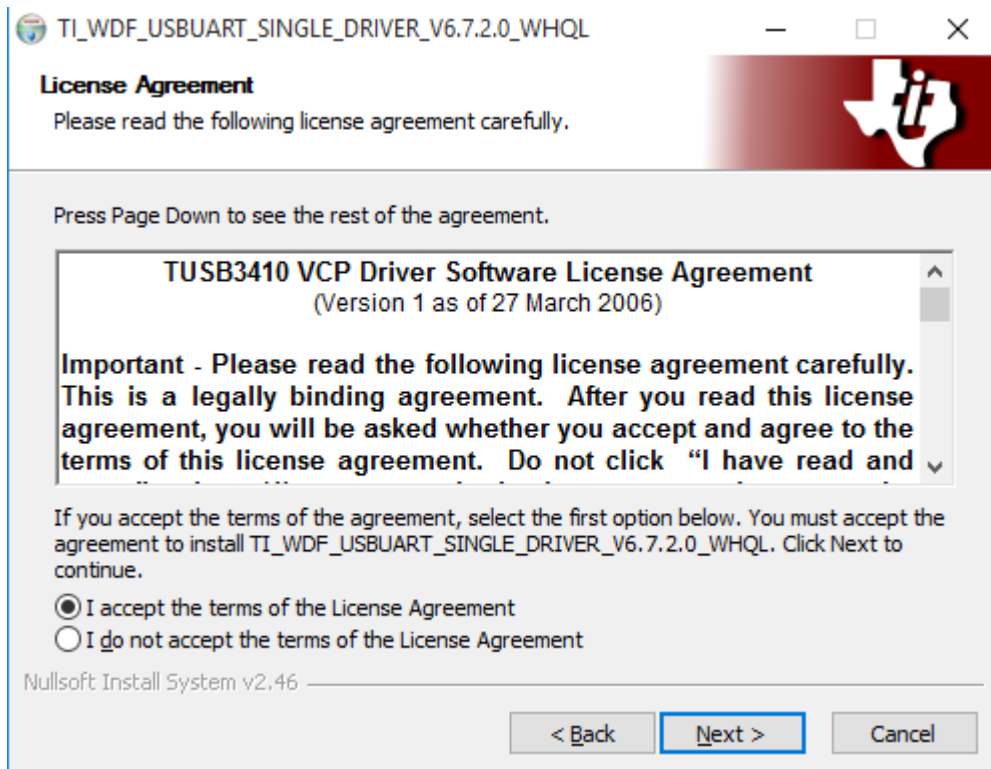 TI_WDF_USBUART_SINGLE_DRIVER_V6.7.2.0_WHQL
License Agreement
Please read the following license agreement carefully.
ti
Press Page Down to see the rest of the agreement.
TUSB3410 VCP Driver Software License Agreement
(Version 1 as of 27 March 2006)
Important - Please read the following license agreement carefully.
This is a legally binding agreement. After you read this license
agreement, you will be asked whether you accept and agree to the
terms of this license agreement. Do not click “I have read and
If you accept the terms of the agreement, select the first option below. You must accept the
agreement to install TI_WDF_USBUART_SINGLE_DRIVER_V6.7.2.0_WHQL. Click Next to
continue.
I accept the terms of the License Agreement
I do not accept the terms of the License Agreement
Nullsoft Install System v2.46
< Back Next > Cancel